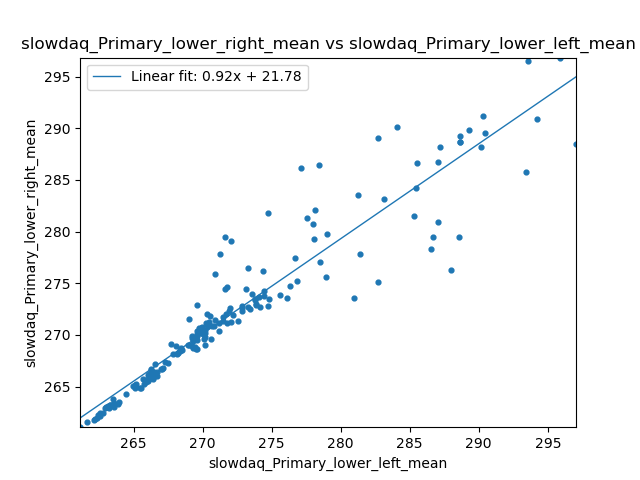 slowdaq_Primary_lower_right_mean vs slowdaq_Primary_lower_left_mean
Linear fit: 0.92x + 21.78
slowdaq_Primary_lower_right_mean
295
290
285
280
275
270
265
265 270 275 280 285 290 295
slowdaq_Primary_lower_left_mean